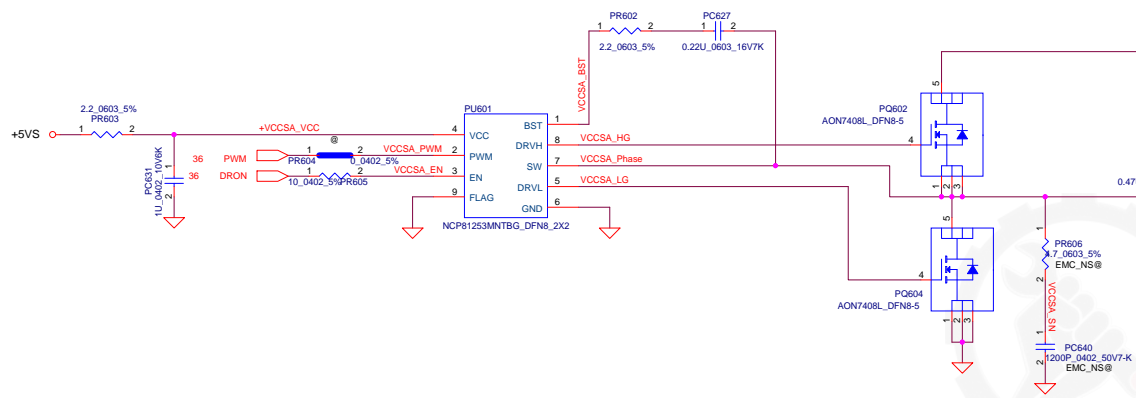 PR602
1 2
2.2_0603_5%
PC627
1 2
0.22U_0603_16V7K
VCCSA_BST
2.2_0603_5%
PR603
1 2
+5VS
+VCCSA_VCC
PU601
4 VCC
2 PWM
3 EN
9 FLAG
BST 1
DRVH 8
SW 7
DRVL 5
GND 6
NCP81253MNTBG_DFN8_2X2
@
36 PWM
1 2
PR604
0_0402_5%
VCCSA_PWM
36 DRON
1 2
10_0402_5%
PR605
VCCSA_EN
PC631
1U_0402_10V6K
1
2
VCCSA_HG
VCCSA_Phase
VCCSA_LG
PQ602
AON7408L_DFN8-5
5
4
1 2 3
0.47
PQ604
AON7408L_DFN8-5
5
4
1 2 3
1
PR606
4.7_0603_5%
EMC_NS@
2
VCCSA_SN
1
PC640
1200P_0402_50V7-K
EMC_NS@
2